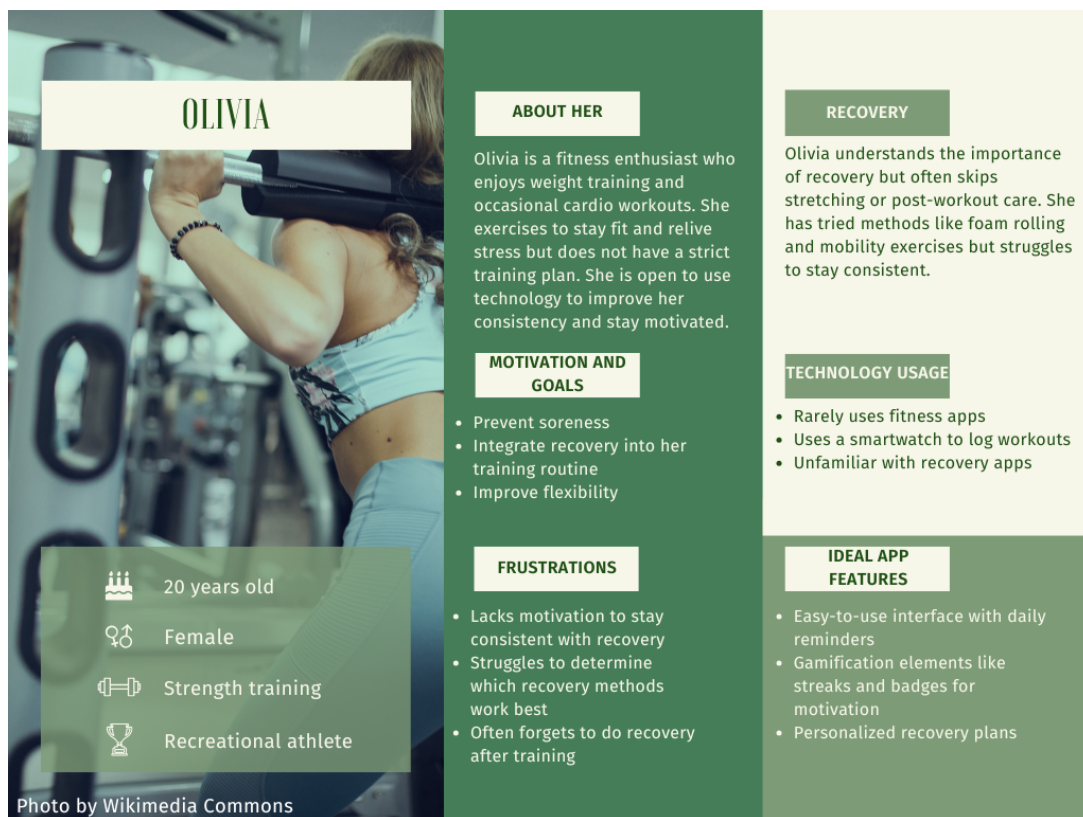 OLIVIA
20 years old
Female
Strength training
Recreational athlete
Photo by Wikimedia Commons
ABOUT HER
Olivia is a fitness enthusiast who
enjoys weight training and
occasional cardio workouts. She
exercises to stay fit and relive
stress but does not have a strict
training plan. She is open to use
technology to improve her
consistency and stay motivated.
MOTIVATION AND
GOALS
• Prevent soreness
• Integrate recovery into her
training routine
• Improve flexibility
FRUSTRATIONS
• Lacks motivation to stay
consistent with recovery
• Struggles to determine
which recovery methods
work best
• Often forgets to do recovery
after training
RECOVERY
Olivia understands the importance
of recovery but often skips
stretching or post-workout care. She
has tried methods like foam rolling
and mobility exercises but struggles
to stay consistent.
TECHNOLOGY USAGE
• Rarely uses fitness apps
• Uses a smartwatch to log workouts
• Unfamiliar with recovery apps
IDEAL APP
FEATURES
• Easy-to-use interface with daily
reminders
• Gamification elements like
streaks and badges for
motivation
• Personalized recovery plans